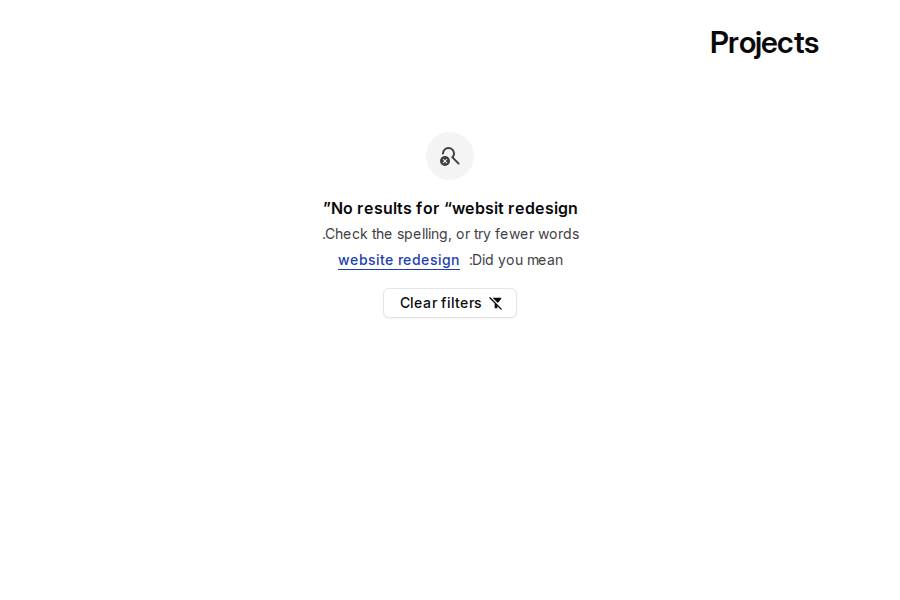 Projects
No results for “websit redesign”
Check the spelling, or try fewer words.
Did you mean: website redesign
Clear filters